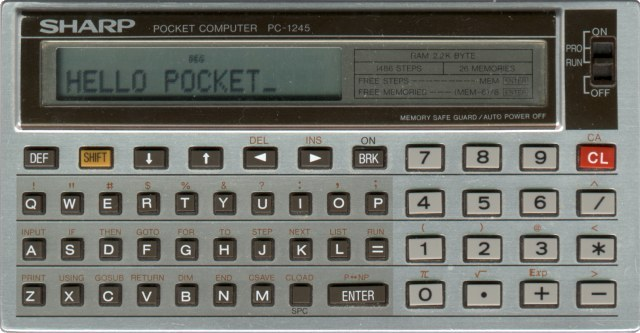 SHARP POCKET COMPUTER PC-1245
ON
PRO
RUN
OFF
DEG
HELLO POCKET_
RAM 2.2K BYTE
1486 STEPS 26 MEMORIES
FREE STEPS MEM ENTER
FREE MEMORIES (MEM-6)/8 ENTER
MEMORY SAFE GUARD / AUTO POWER OFF
DEL INS ON CA
DEF SHIFT ↓ ↑ ◄ ► BRK 7 8 9 CL
! " # $ % & ? : , ; ^
Q W E R T Y U I O P 4 5 6 /
INPUT IF THEN GOTO FOR TO STEP NEXT LIST RUN ( ) @ <
A S D F G H J K L = 1 2 3 *
PRINT USING GOSUB RETURN DIM END CSAVE CLOAD P↔NP π √ Exp >
Z X C V B N M ENTER 0 • + −
SPC